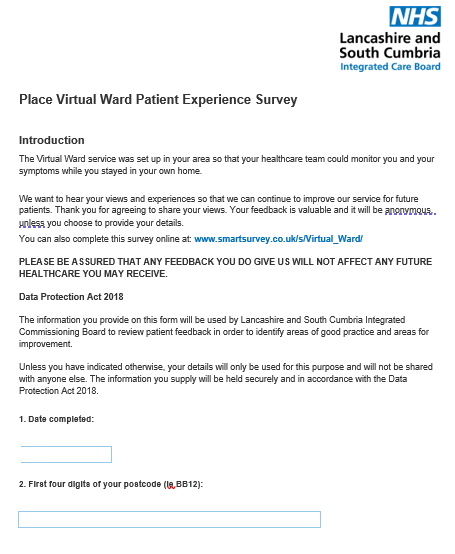 NHS
Lancashire and
South Cumbria
Integrated Care Board
Place Virtual Ward Patient Experience Survey
Introduction
The Virtual Ward service was set up in your area so that your healthcare team could monitor you and your
symptoms while you stayed in your own home.
We want to hear your views and experiences so that we can continue to improve our service for future
patients. Thank you for agreeing to share your views. Your feedback is valuable and it will be anonymous,
unless you choose to provide your details.
You can also complete this survey online at: www.smartsurvey.co.uk/s/Virtual_Ward/
PLEASE BE ASSURED THAT ANY FEEDBACK YOU DO GIVE US WILL NOT AFFECT ANY FUTURE
HEALTHCARE YOU MAY RECEIVE.
Data Protection Act 2018
The information you provide on this form will be used by Lancashire and South Cumbria Integrated
Commissioning Board to review patient feedback in order to identify areas of good practice and areas for
improvement.
Unless you have indicated otherwise, your details will only be used for this purpose and will not be shared
with anyone else. The information you supply will be held securely and in accordance with the Data
Protection Act 2018.
1. Date completed:
2. First four digits of your postcode (Ie,BB12):